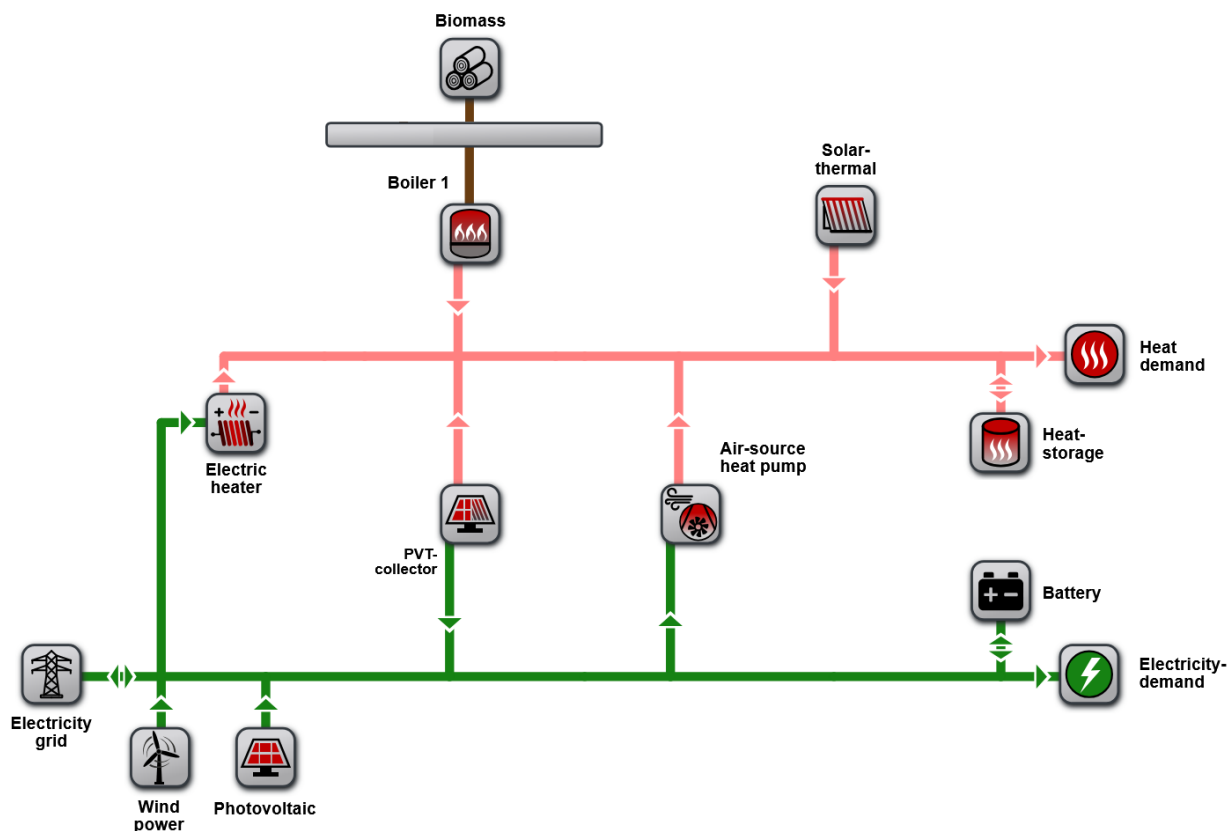 Biomass
Boiler 1
Solar-
thermal
Heat
demand
Electric
heater
Air-source
heat pump
Heat-
storage
PVT-
collector
Battery
Electricity-
demand
Electricity
grid
Wind
power
Photovoltaic